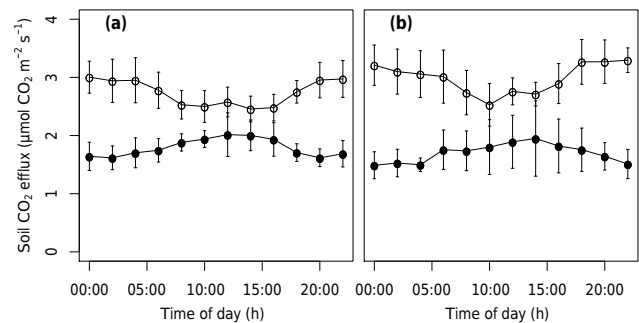 (a)
(b)
4
3
2
1
0
Soil CO₂ efflux (μmol CO₂ m⁻² s⁻¹)
00:00 05:00 10:00 15:00 20:00
00:00 05:00 10:00 15:00 20:00
Time of day (h)
Time of day (h)